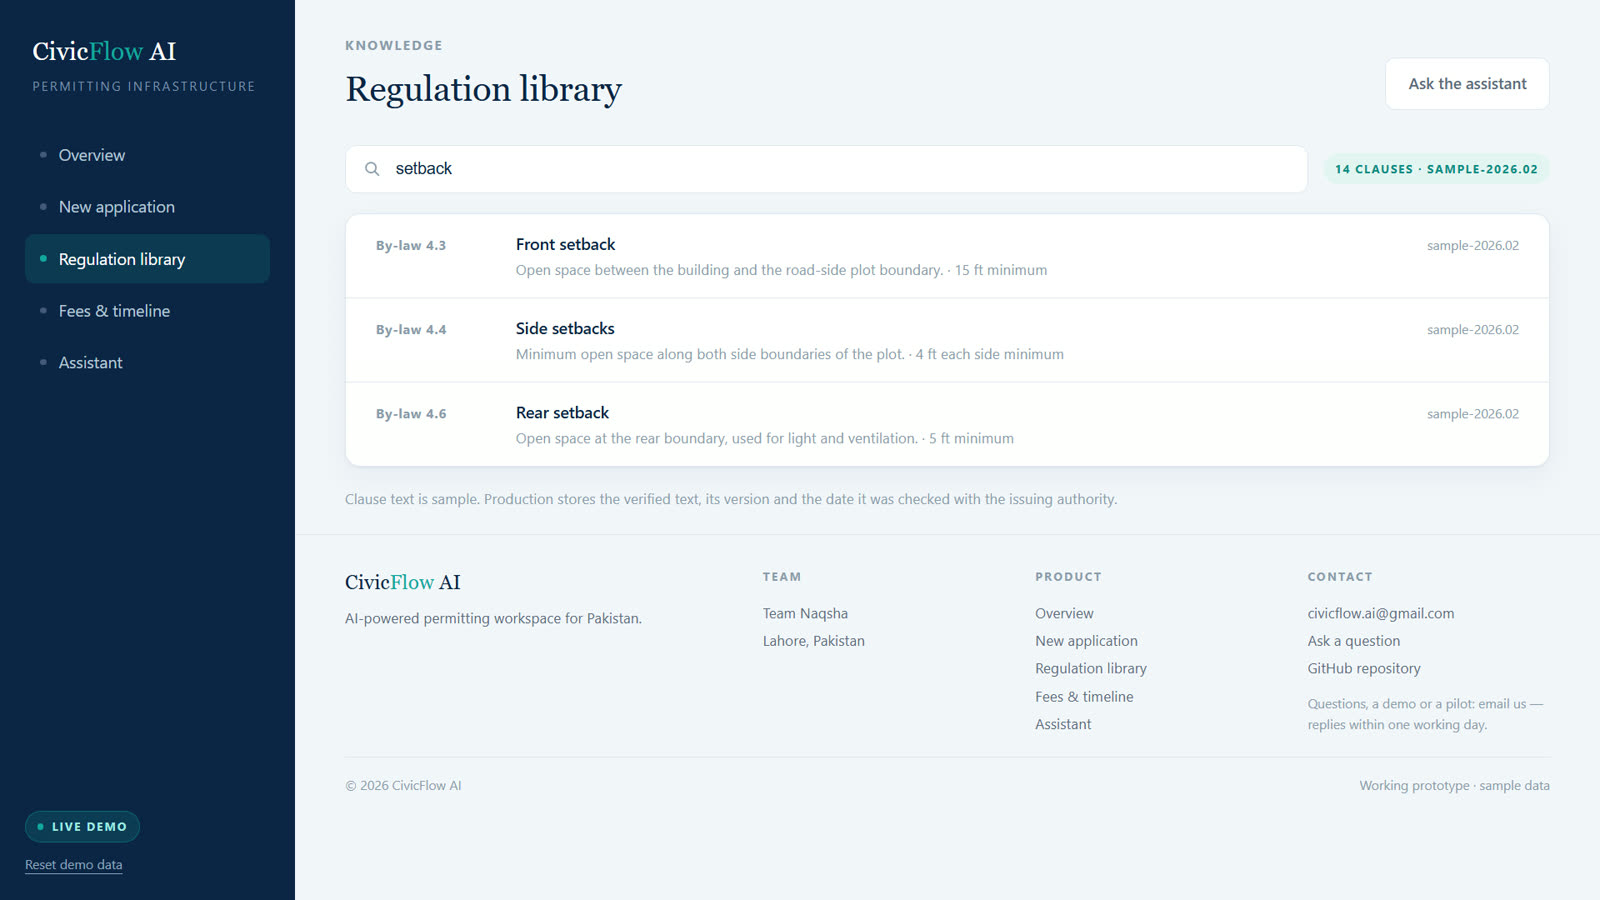 CivicFlow AI
PERMITTING INFRASTRUCTURE
Overview
New application
Regulation library
Fees & timeline
Assistant
LIVE DEMO
Reset demo data
KNOWLEDGE
Regulation library
Ask the assistant
setback
14 CLAUSES · SAMPLE-2026.02
By-law 4.3
Front setback
sample-2026.02
Open space between the building and the road-side plot boundary. · 15 ft minimum
By-law 4.4
Side setbacks
sample-2026.02
Minimum open space along both side boundaries of the plot. · 4 ft each side minimum
By-law 4.6
Rear setback
sample-2026.02
Open space at the rear boundary, used for light and ventilation. · 5 ft minimum
Clause text is sample. Production stores the verified text, its version and the date it was checked with the issuing authority.
CivicFlow AI
AI-powered permitting workspace for Pakistan.
TEAM
Team Naqsha
Lahore, Pakistan
PRODUCT
Overview
New application
Regulation library
Fees & timeline
Assistant
CONTACT
civicflow.ai@gmail.com
Ask a question
GitHub repository
Questions, a demo or a pilot: email us —
replies within one working day.
© 2026 CivicFlow AI
Working prototype · sample data